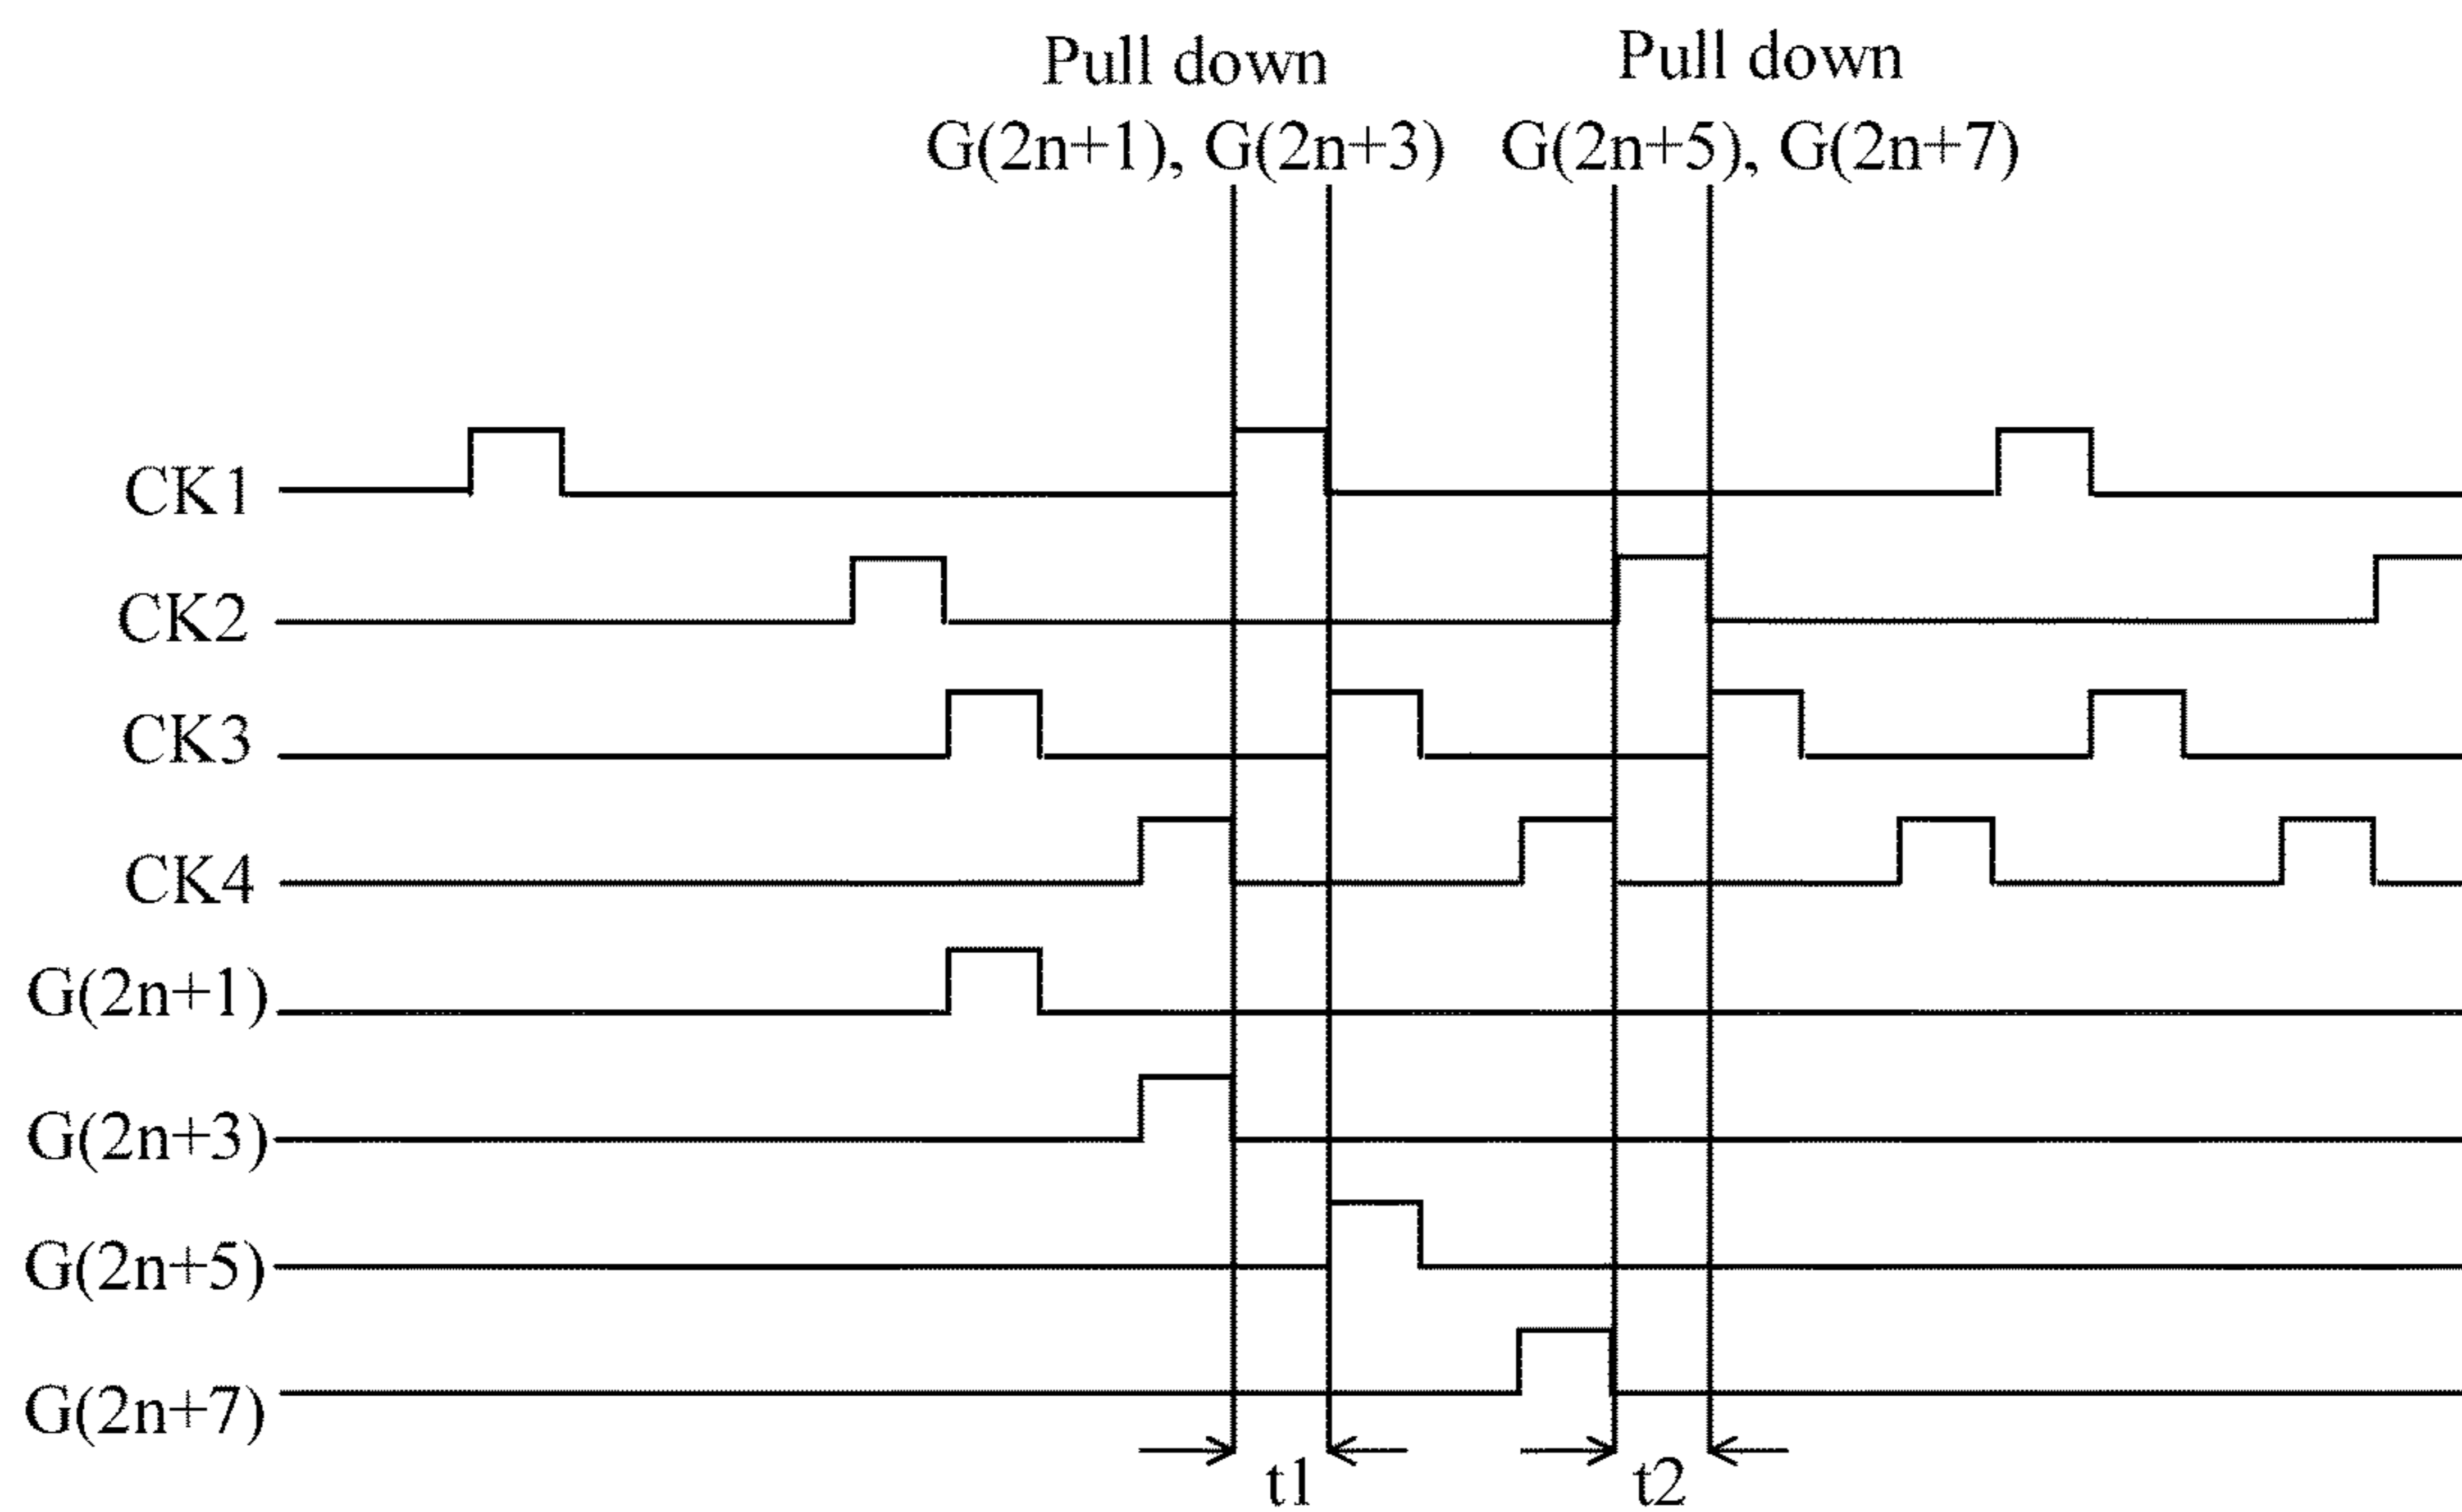 Pull down
G(2n+1), G(2n+3)
Pull down
G(2n+5), G(2n+7)
CK1
CK2
CK3
CK4
G(2n+1)
G(2n+3)
G(2n+5)
G(2n+7)
t1
t2